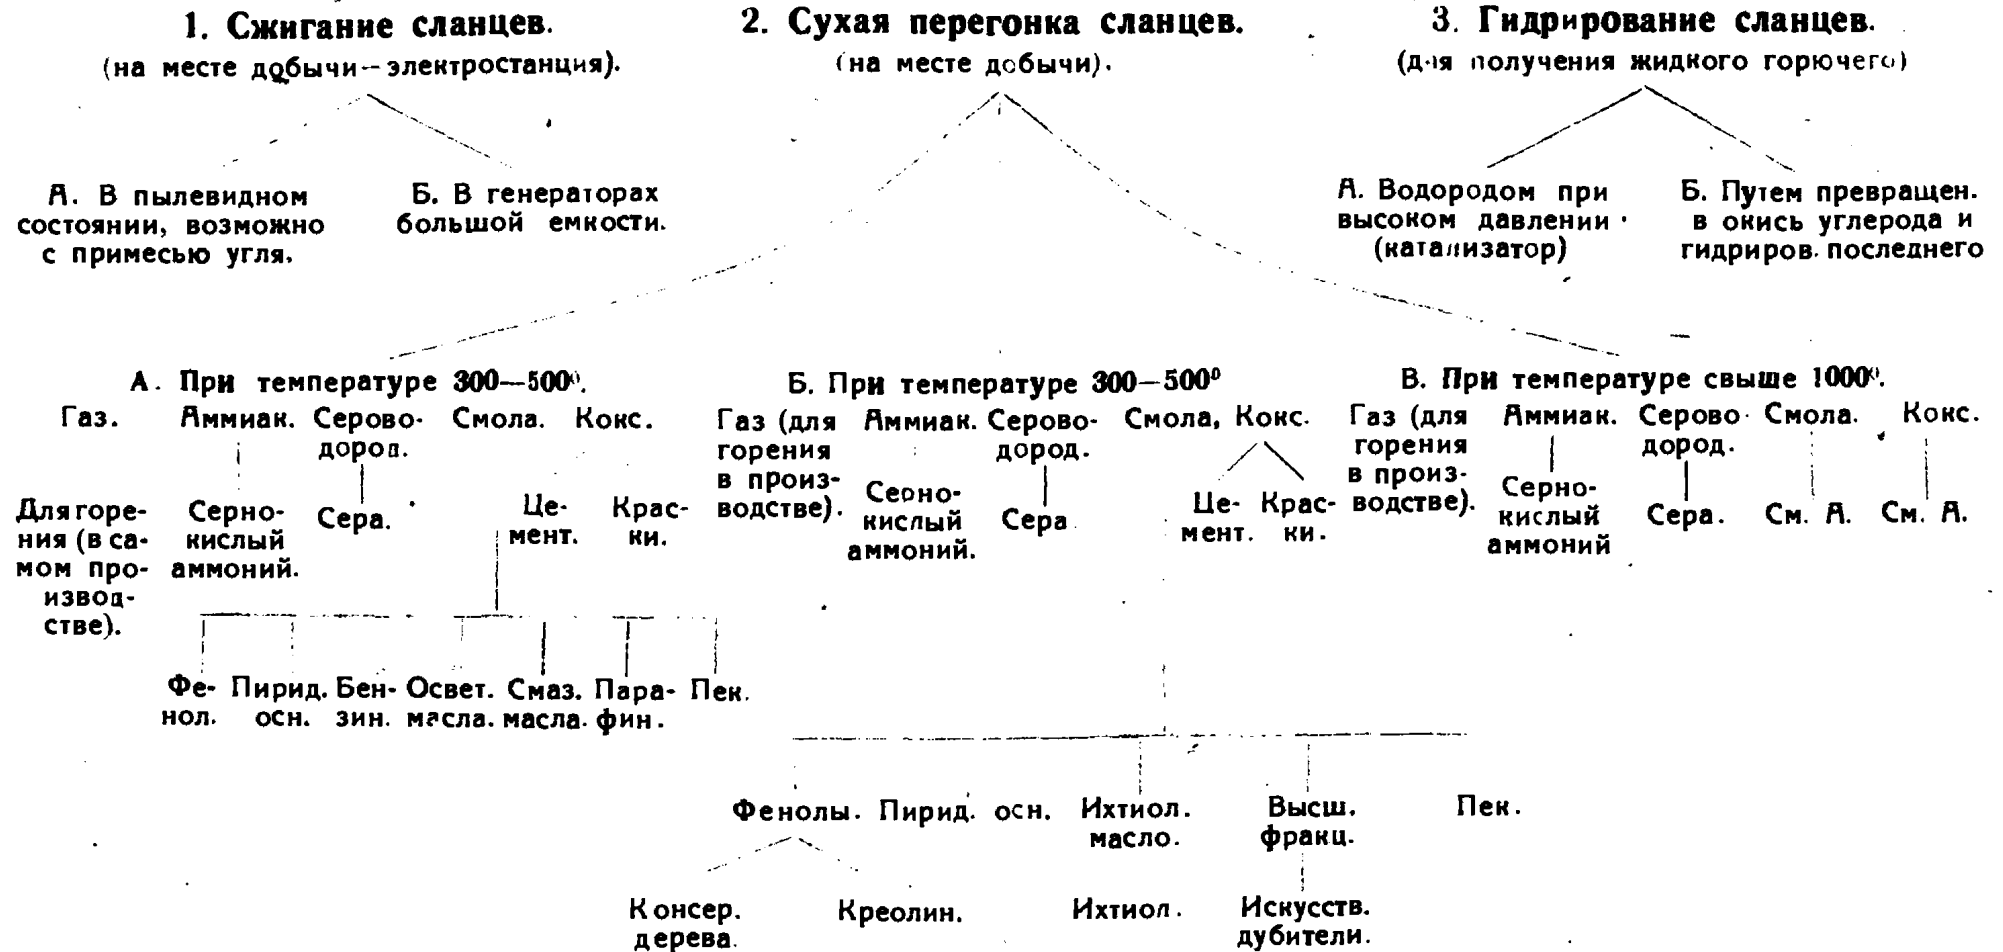 1. Сжигание сланцев.
(на месте добычи—электростанция).
2. Сухая перегонка сланцев.
(на месте добычи).
3. Гидрирование сланцев.
(для получения жидкого горючего)
А. В пылевидном
состоянии, возможно
с примесью угля.
Б. В генераторах
большой емкости.
А. Водородом при
высоком давлении
(катализатор)
Б. Путем превращен.
в окись углерода и
гидриров. последнего
А. При температуре 300—500°.
Газ. Аммиак. Серово- Смола. Кокс.
дород.
Для горе- Серно- Сера. Це- Крас-
ния (в са- кислый мент. ки.
мом про- аммоний.
извод-
стве).
Фе- Пирид. Бен- Освет. Смаз. Пара- Пек.
нол. осн. зин. масла. масла. фин.
Б. При температуре 300—500°
Газ (для Аммиак. Серово- Смола, Кокс.
горения дород.
в произ- Серно- Це- Крас-
водстве). кислый Сера мент. ки.
аммоний.
Фенолы. Пирид. осн. Ихтиол. Высш. Пек.
масло. фракц.
Консер. Креолин. Ихтиол. Искусств.
дерева. дубители.
В. При температуре свыше 1000°.
Газ (для Аммиак. Серово- Смола. Кокс.
горения дород.
в произ- Серно-
водстве). кислый Сера. См. А. См. А.
аммоний